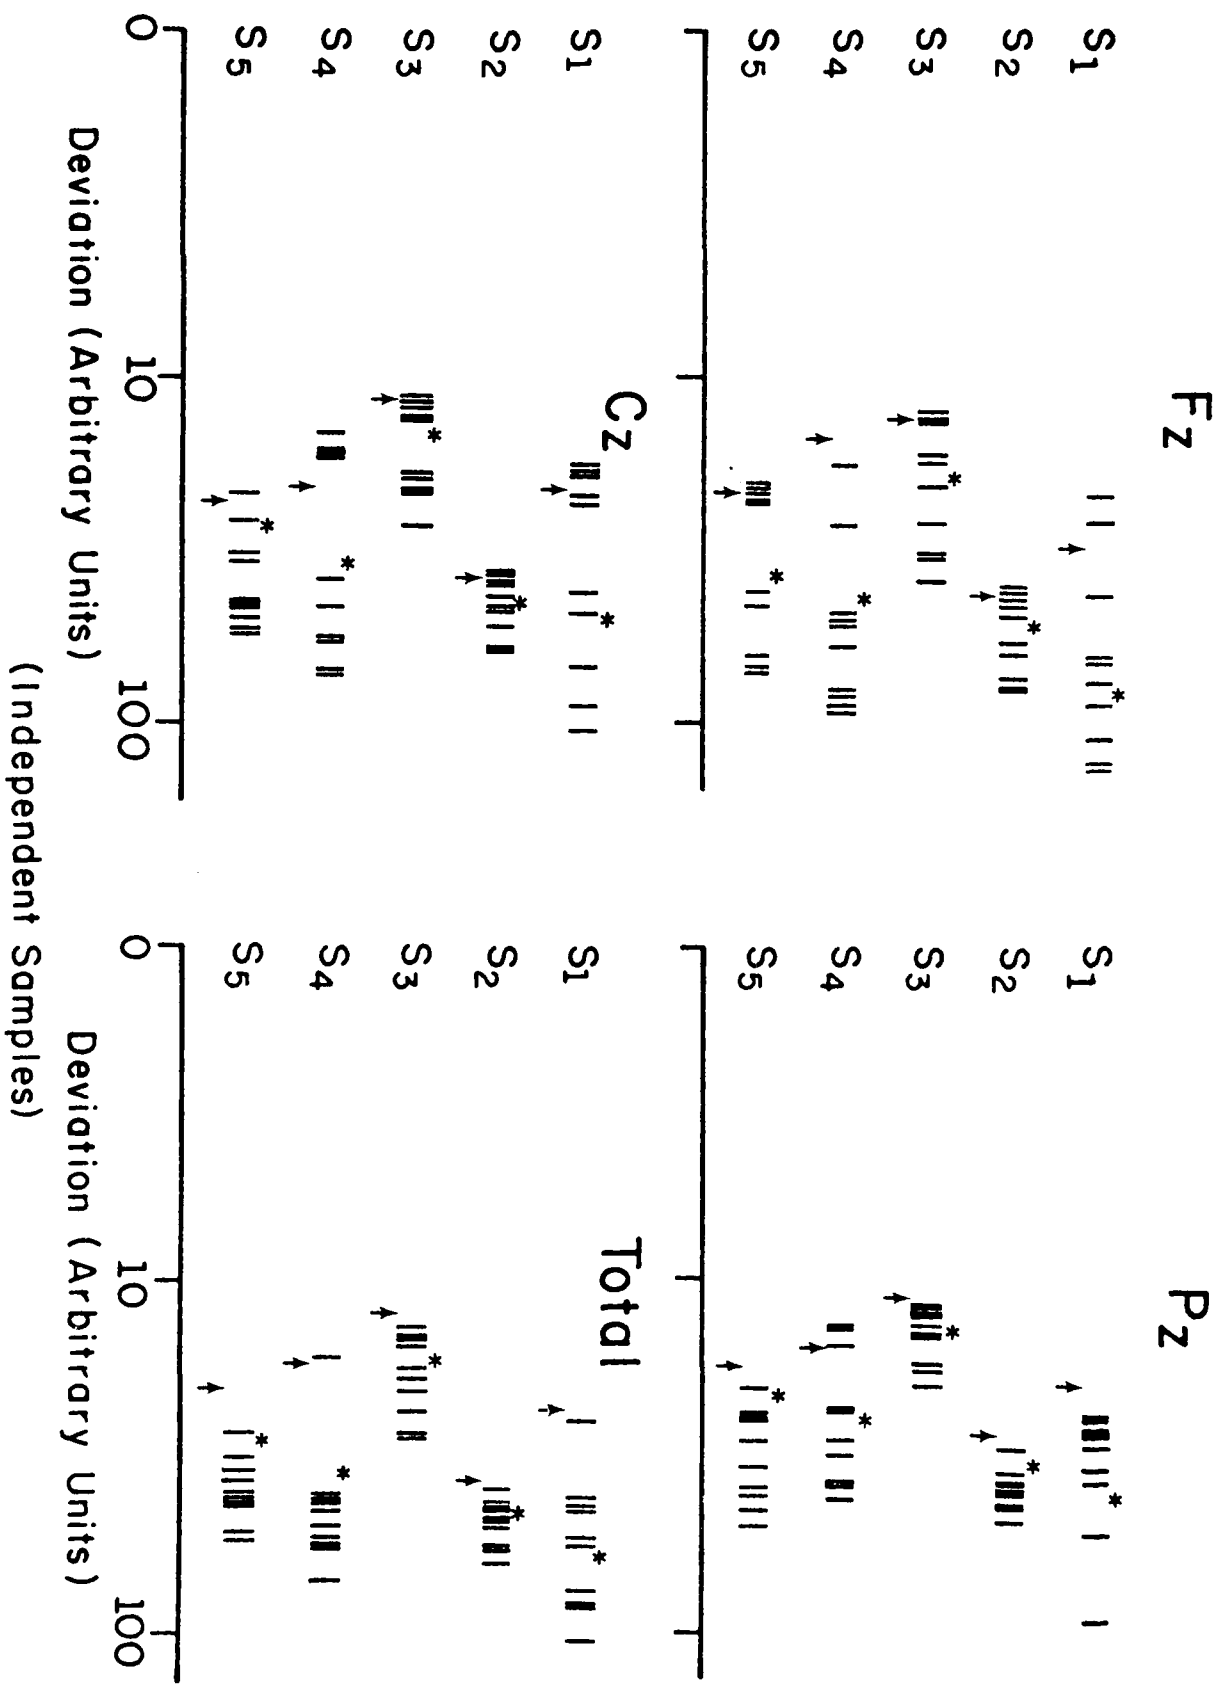 Fz
S1
S2
*
S3
*
S4
*
S5
*
*
Pz
S1
*
S2
*
S3
*
S4
*
S5
*
Cz
S1
*
S2
*
S3
*
S4
*
S5
*
0
10
100
Deviation (Arbitrary Units)
Total
S1
*
S2
*
S3
*
S4
*
S5
*
0
10
100
Deviation (Arbitrary Units)
(Independent Samples)